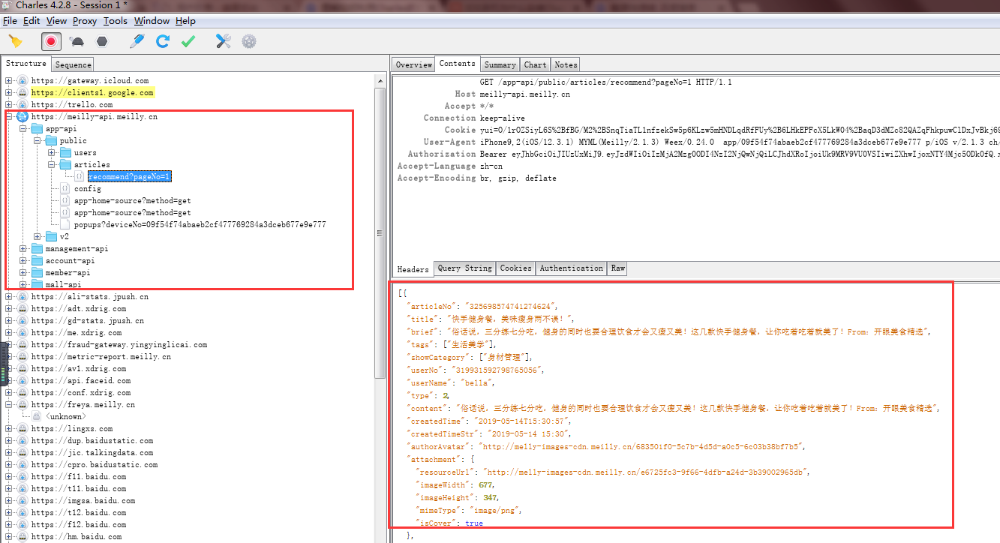 Charles 4.2.8 - Session 1 *
File Edit View Proxy Tools Window Help
Structure Sequence
https://gateway.icloud.com
https://clients1.google.com
https://trello.com
https://meilly-api.meilly.cn
app-api
public
users
articles
recommend?pageNo=1
config
app-home-source?method=get
app-home-source?method=get
popups?deviceNo=09f54f74abaeb2cf477769284a3dceb677e9e777
v2
management-api
account-api
member-api
mall-api
https://ali-stats.jpush.cn
https://adt.xdrig.com
https://gd-stats.jpush.cn
https://me.xdrig.com
https://fraud-gateway.yingyinglicai.com
https://metric-report.meilly.cn
https://av1.xdrig.com
https://api.faceid.com
https://conf.xdrig.com
https://freya.meilly.cn
<unknown>
https://lingxs.com
https://dup.baidustatic.com
https://jic.talkingdata.com
https://cpro.baidustatic.com
https://f11.baidu.com
https://t11.baidu.com
https://imgsa.baidu.com
https://t12.baidu.com
https://f12.baidu.com
https://hm.baidu.com
Overview Contents Summary Chart Notes
GET /app-api/public/articles/recommend?pageNo=1 HTTP/1.1
Host meilly-api.meilly.cn
Accept */*
Connection keep-alive
Cookie
User-Agent iPhone9,2(iOS/12.3.1) MYML(Meilly/2.1.3) Weex/0.24.0 app/09f54f74abaeb2cf477769284a3dceb677e9e777 p/iOS v/2.1.3 ch/
Authorization Bearer
Accept-Language zh-cn
Accept-Encoding br, gzip, deflate
Headers Query String Cookies Authentication Raw
[{
"articleNo": "325698574741274624",
"title": "快手健身餐，美味瘦身两不误！",
"brief": "俗话说，三分练七分吃，健身的同时也要合理饮食才会又瘦又美！这几款快手健身餐，让你吃着吃着就美了！From：开眼美食精选",
"tags": ["生活美学"],
"showCategory": ["身材管理"],
"userNo": "319931592798765056",
"userName": "bella",
"type": 2,
"content": "俗话说，三分练七分吃，健身的同时也要合理饮食才会又瘦又美！这几款快手健身餐，让你吃着吃着就美了！From：开眼美食精选",
"createdTime": "2019-05-14T15:30:57",
"createdTimeStr": "2019-05-14 15:30",
"authorAvatar": "http://melly-images-cdn.meilly.cn/683501f0-5c7b-4d5d-a0c5-6c03b38bf7b5",
"attachment": {
"resourceUrl": "http://melly-images-cdn.meilly.cn/e6725fc3-9f66-4dfb-a24d-3b39002965db",
"imageWidth": 677,
"imageHeight": 347,
"mimeType": "image/png",
"isCover": true
},